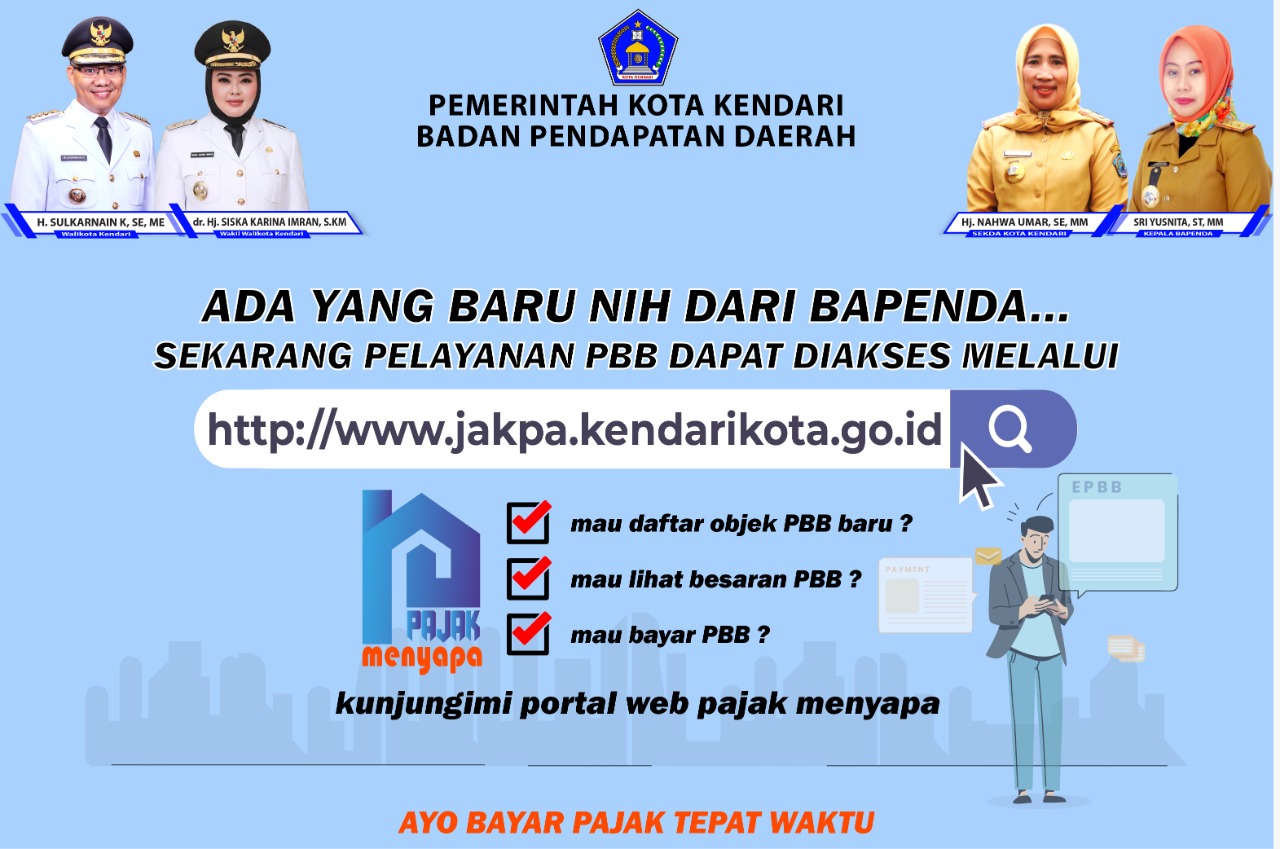 KOTA KENDARI
PEMERINTAH KOTA KENDARI
BADAN PENDAPATAN DAERAH
H. SULKARNAIN K, SE, ME
Walikota Kendari
dr. Hj. SISKA KARINA IMRAN, S.KM
Wakil Walikota Kendari
Hj. NAHWA UMAR, SE, MM
SEKDA KOTA KENDARI
SRI YUSNITA, ST, MM
KEPALA BAPENDA
ADA YANG BARU NIH DARI BAPENDA...
SEKARANG PELAYANAN PBB DAPAT DIAKSES MELALUI
http://www.jakpa.kendarikota.go.id
EPBB
PAYMENT
mau daftar objek PBB baru ?
mau lihat besaran PBB ?
mau bayar PBB ?
PAJAK
menyapa
kunjungimi portal web pajak menyapa
AYO BAYAR PAJAK TEPAT WAKTU